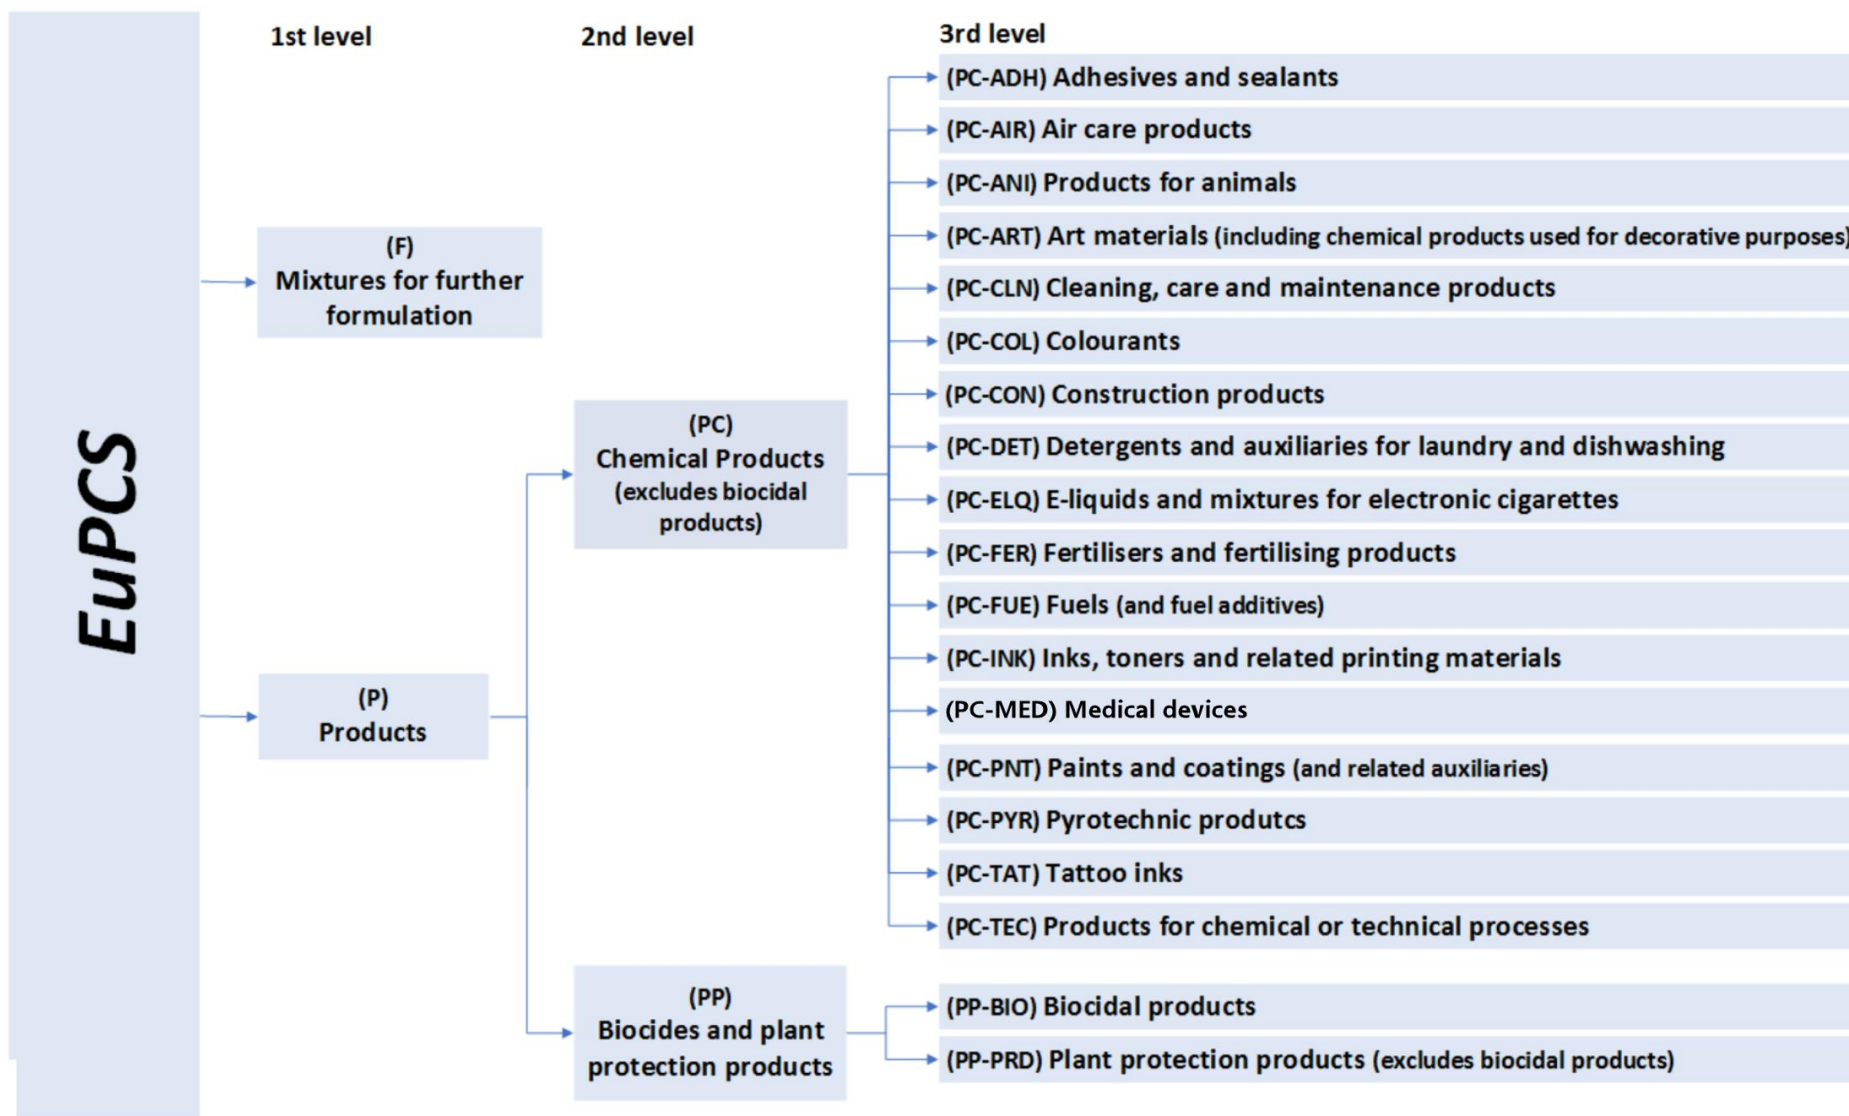 EuPCS
1st level
2nd level
3rd level
(F)
Mixtures for further
formulation
(P)
Products
(PC)
Chemical Products
(excludes biocidal
products)
(PP)
Biocides and plant
protection products
(PC-ADH) Adhesives and sealants
(PC-AIR) Air care products
(PC-ANI) Products for animals
(PC-ART) Art materials (including chemical products used for decorative purposes)
(PC-CLN) Cleaning, care and maintenance products
(PC-COL) Colourants
(PC-CON) Construction products
(PC-DET) Detergents and auxiliaries for laundry and dishwashing
(PC-ELQ) E-liquids and mixtures for electronic cigarettes
(PC-FER) Fertilisers and fertilising products
(PC-FUE) Fuels (and fuel additives)
(PC-INK) Inks, toners and related printing materials
(PC-MED) Medical devices
(PC-PNT) Paints and coatings (and related auxiliaries)
(PC-PYR) Pyrotechnic produtcs
(PC-TAT) Tattoo inks
(PC-TEC) Products for chemical or technical processes
(PP-BIO) Biocidal products
(PP-PRD) Plant protection products (excludes biocidal products)